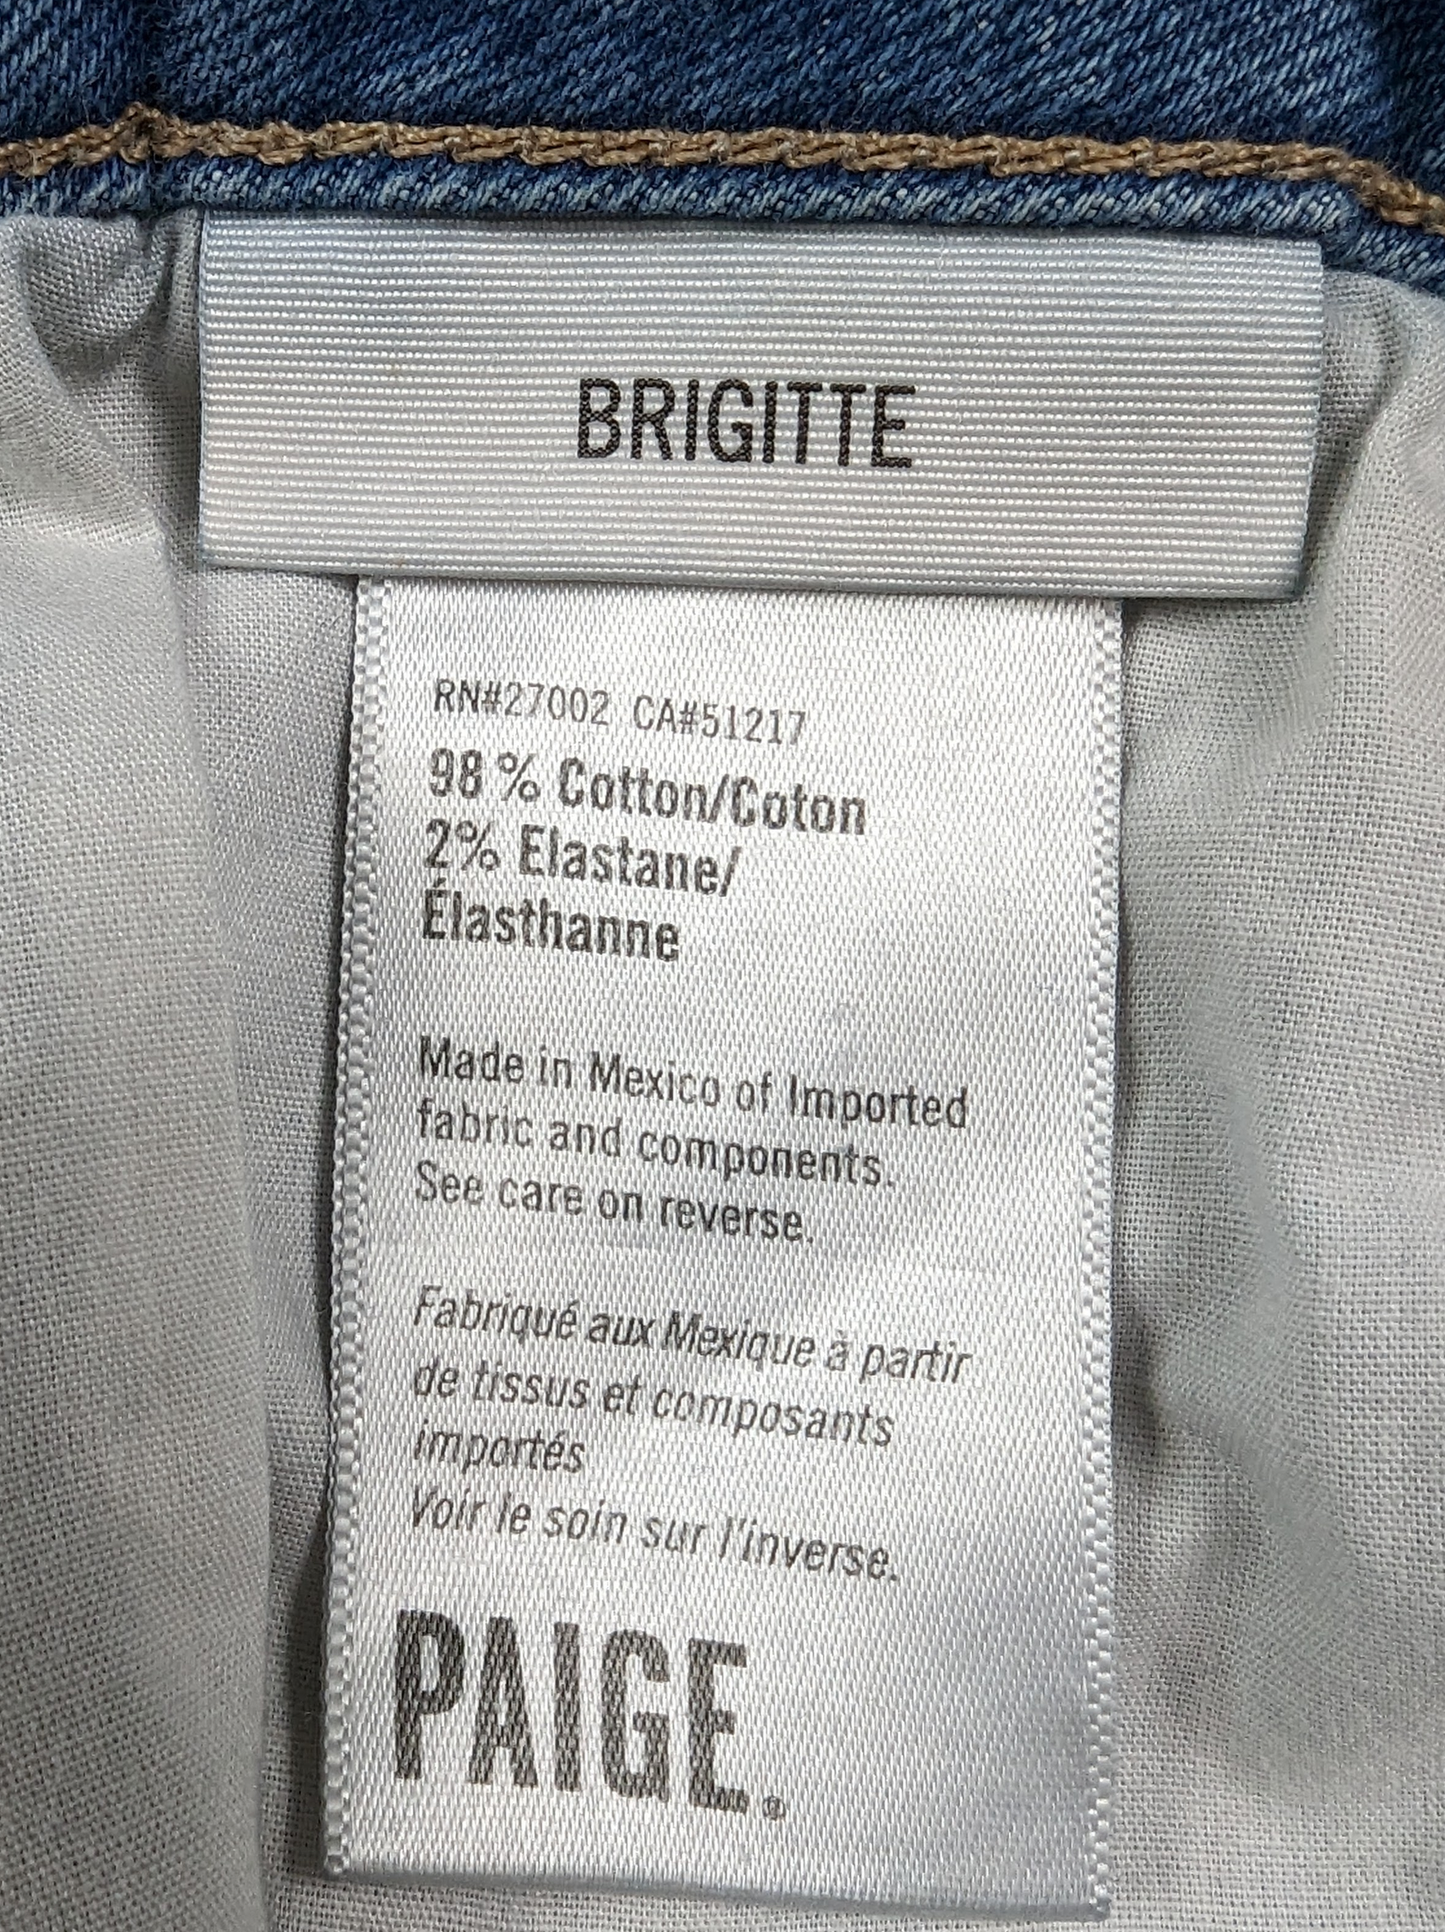 BRIGITTE
RN#27002 CA#51217
98% Cotton/Coton
2% Elastane/
Élasthanne
Made in Mexico of Imported
fabric and components.
See care on reverse.
Fabriqué aux Mexique à partir
de tissus et composants
importés
Voir le soin sur l'inverse.
PAIGE®